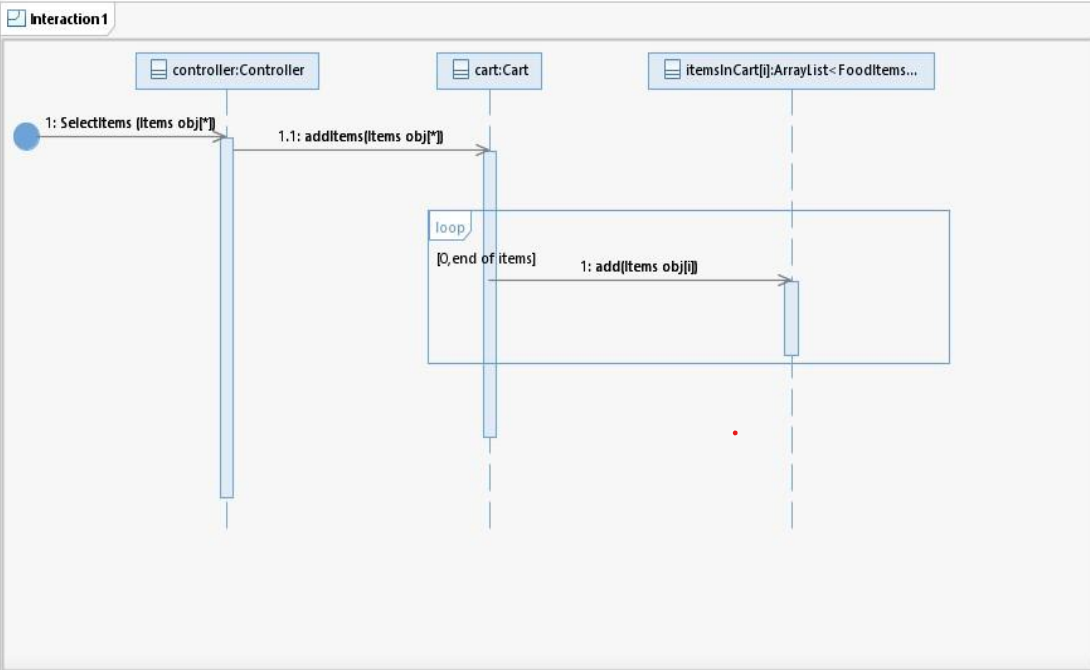 Interaction1
controller:Controller
cart:Cart
itemsInCart[i]:ArrayList<FoodItems...
1: SelectItems (Items obj[*])
1.1: addItems(Items obj[*])
loop
[0,end of items]
1: add(Items obj[i])